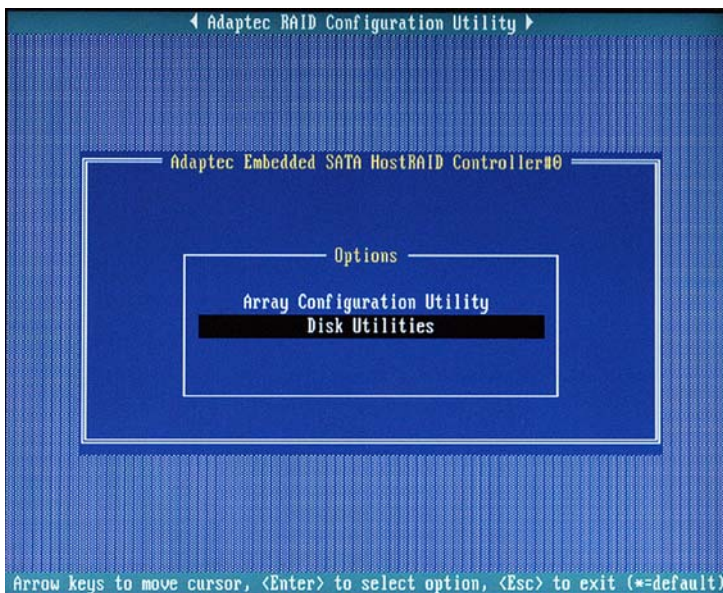 Adaptec RAID Configuration Utility
Adaptec Embedded SATA HostRAID Controller#0
Options
Array Configuration Utility
Disk Utilities
Arrow keys to move cursor, <Enter> to select option, <Esc> to exit (*=default)